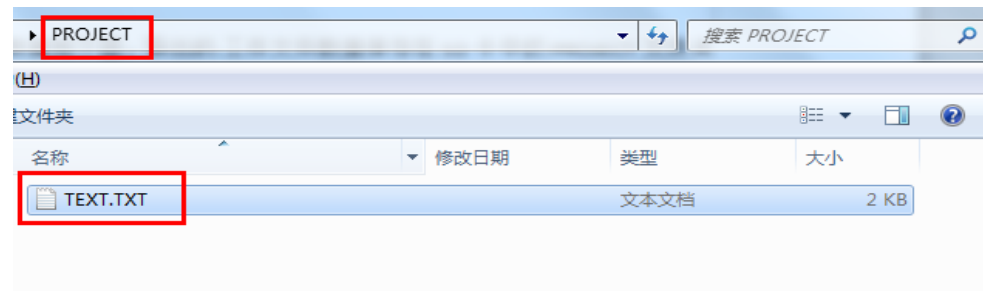 PROJECT
搜索 PROJECT
(H)
文件夹
名称
修改日期
类型
大小
TEXT.TXT
文本文档
2 KB